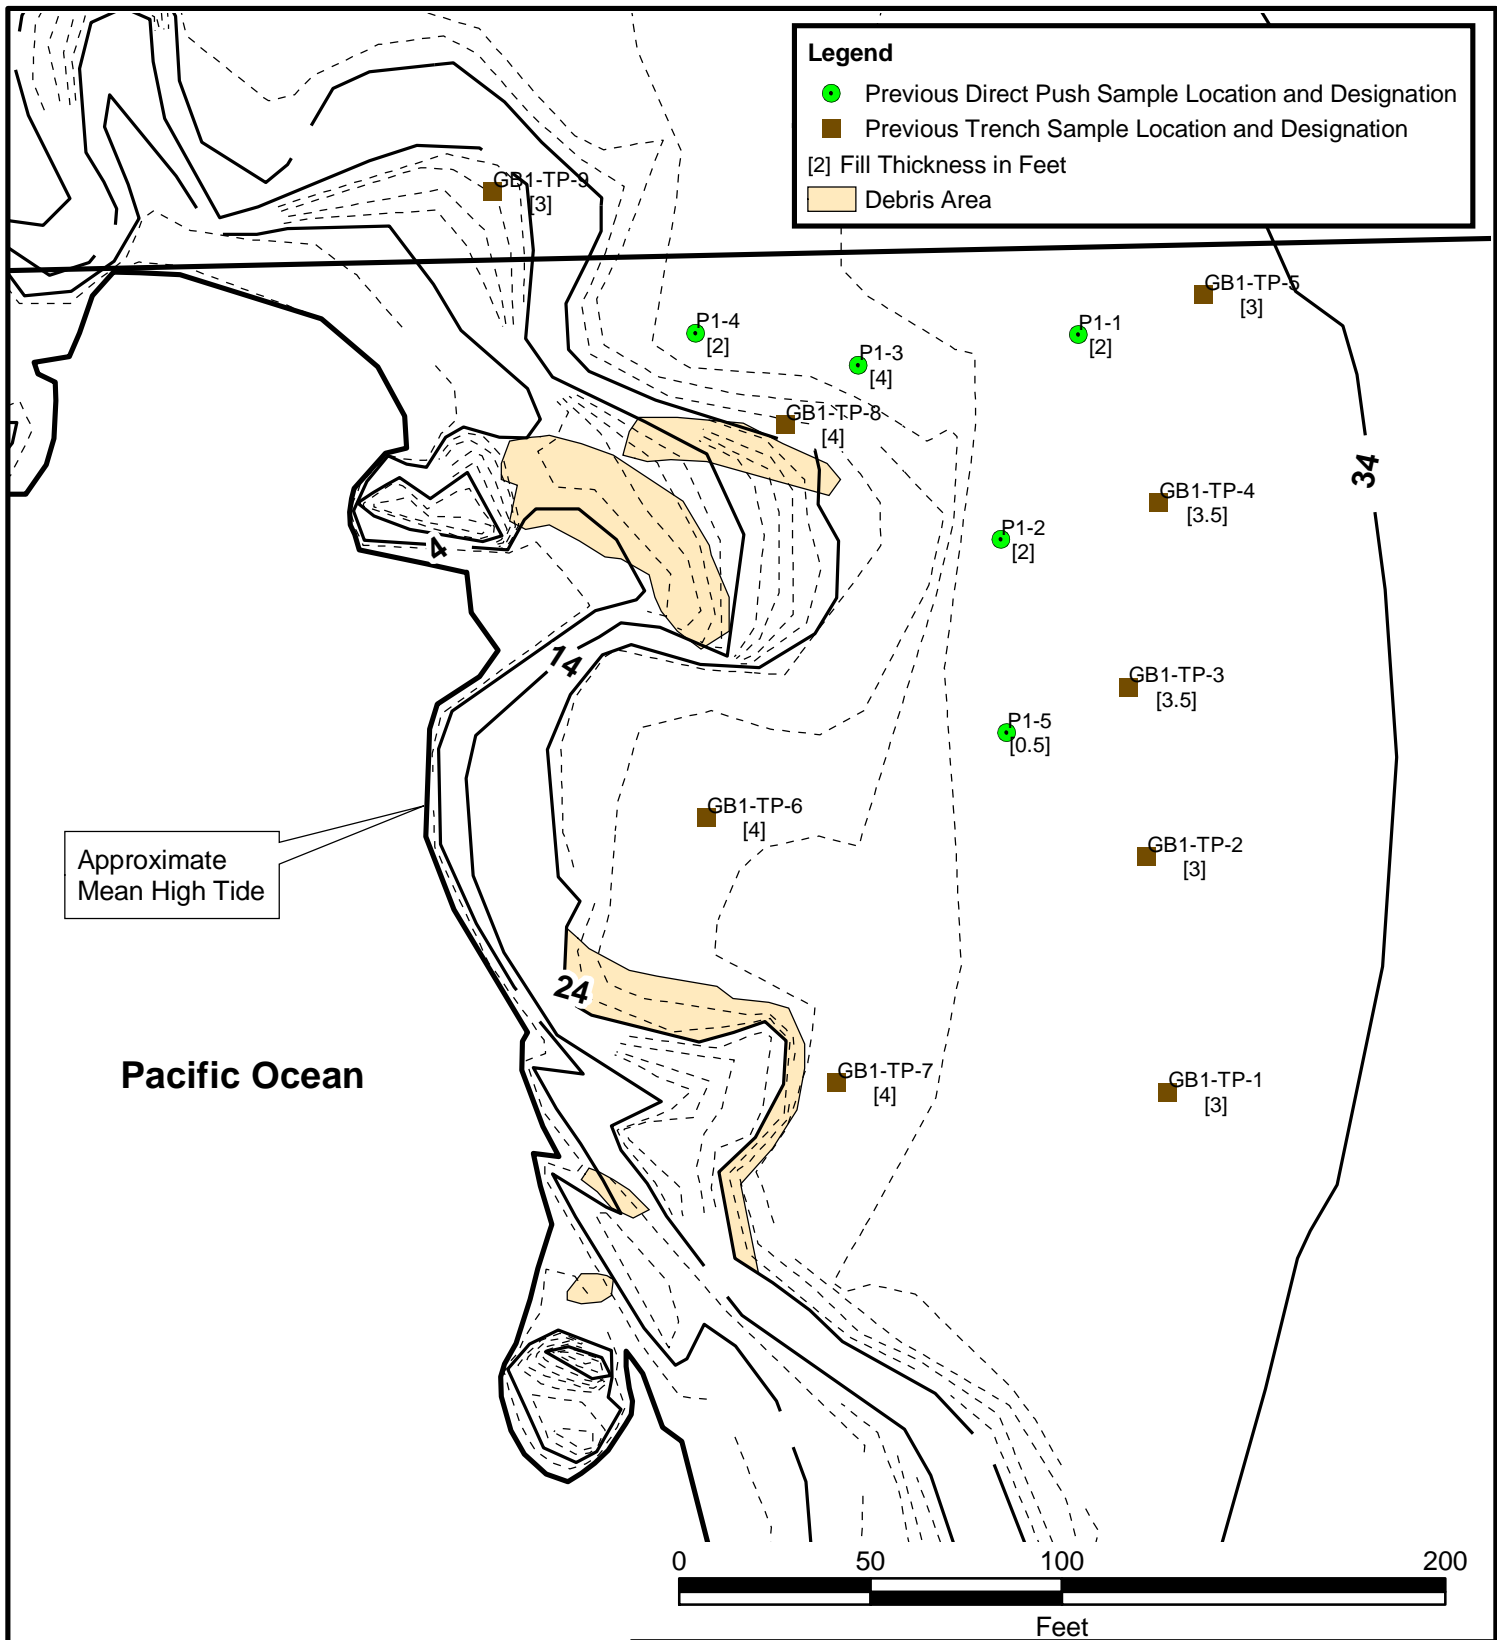 Legend
Previous Direct Push Sample Location and Designation
Previous Trench Sample Location and Designation
[2] Fill Thickness in Feet
Debris Area
GB1-TP-9
[3]
GB1-TP-5
[3]
P1-4
[2]
P1-1
[2]
P1-3
[4]
GB1-TP-8
[4]
34
GB1-TP-4
[3.5]
P1-2
[2]
4
14
GB1-TP-3
[3.5]
P1-5
[0.5]
GB1-TP-6
[4]
GB1-TP-2
[3]
Approximate
Mean High Tide
24
Pacific Ocean
GB1-TP-7
[4]
GB1-TP-1
[3]
0 50 100 200
Feet